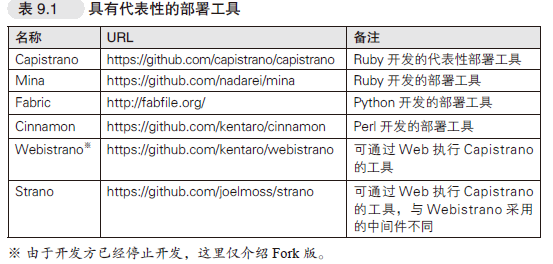 表 9.1 具有代表性的部署工具
名称 URL 备注
Capistrano https://github.com/capistrano/capistrano Ruby 开发的代表性部署工具
Mina https://github.com/nadarei/mina Ruby 开发的部署工具
Fabric http://fabfile.org/ Python 开发的部署工具
Cinnamon https://github.com/kentaro/cinnamon Perl 开发的部署工具
Webistrano※ https://github.com/kentaro/webistrano 可通过 Web 执行 Capistrano
的工具
Strano https://github.com/joelmoss/strano 可通过 Web 执行 Capistrano
的工具，与 Webistrano 采用
的中间件不同
※ 由于开发方已经停止开发，这里仅介绍 Fork 版。